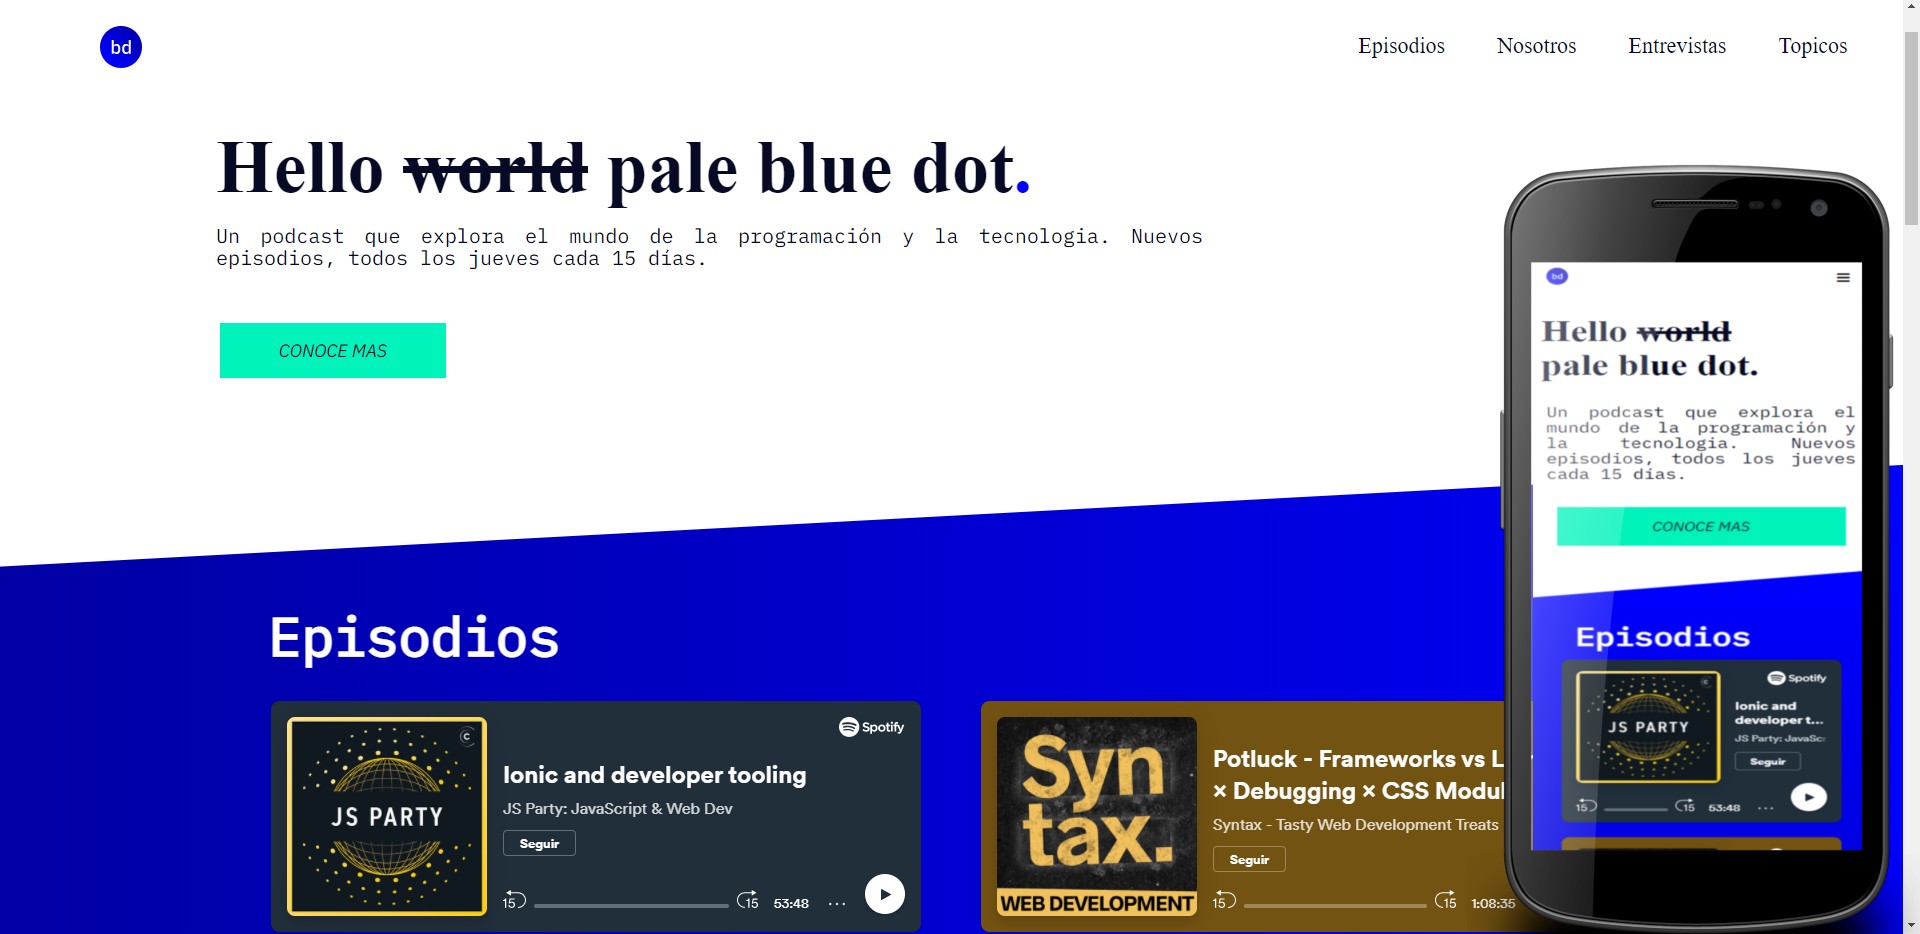 bd
Episodios Nosotros Entrevistas Topicos
Hello world pale blue dot.
Un podcast que explora el mundo de la programación y la tecnologia. Nuevos
episodios, todos los jueves cada 15 días.
CONOCE MAS
Episodios
JS PARTY
Spotify
Ionic and developer tooling
JS Party: JavaScript & Web Dev
Seguir
15
15
53:48
Syn
tax.
WEB DEVELOPMENT
Potluck - Frameworks vs L
× Debugging × CSS Modul
Syntax - Tasty Web Development Treats
Seguir
15
15
1:08:35
bd
Hello world
pale blue dot.
Un podcast que explora el
mundo de la programación y
la tecnologia. Nuevos
episodios, todos los jueves
cada 15 días.
CONOCE MAS
Episodios
JS PARTY
Spotify
Ionic and
developer t...
JS Party: JavaSc
Seguir
15
15
53:48